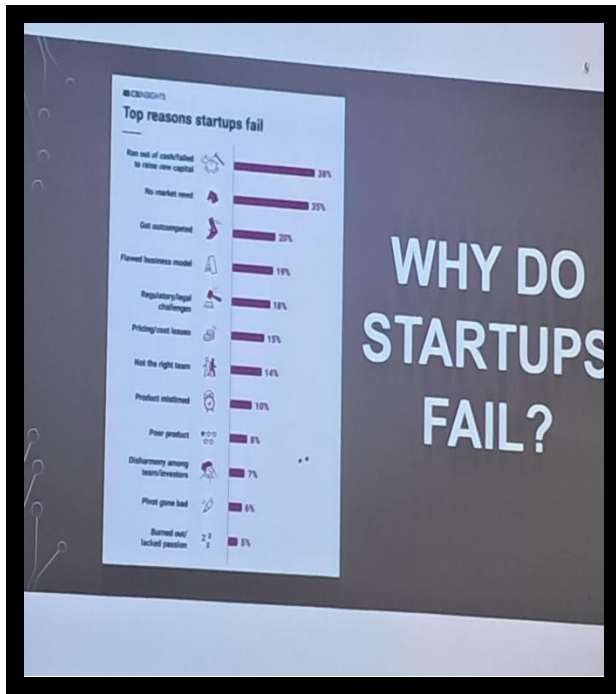 CBINSIGHTS
Top reasons startups fail
Ran out of cash/failed
to raise new capital
38%
No market need
35%
Got outcompeted
20%
Flawed business model
19%
Regulatory/legal
challenges
18%
Pricing/cost issues
15%
Not the right team
14%
Product mistimed
10%
Poor product
8%
Disharmony among
team/investors
7%
Pivot gone bad
6%
Burned out/
lacked passion
5%
WHY DO
STARTUPS
FAIL?